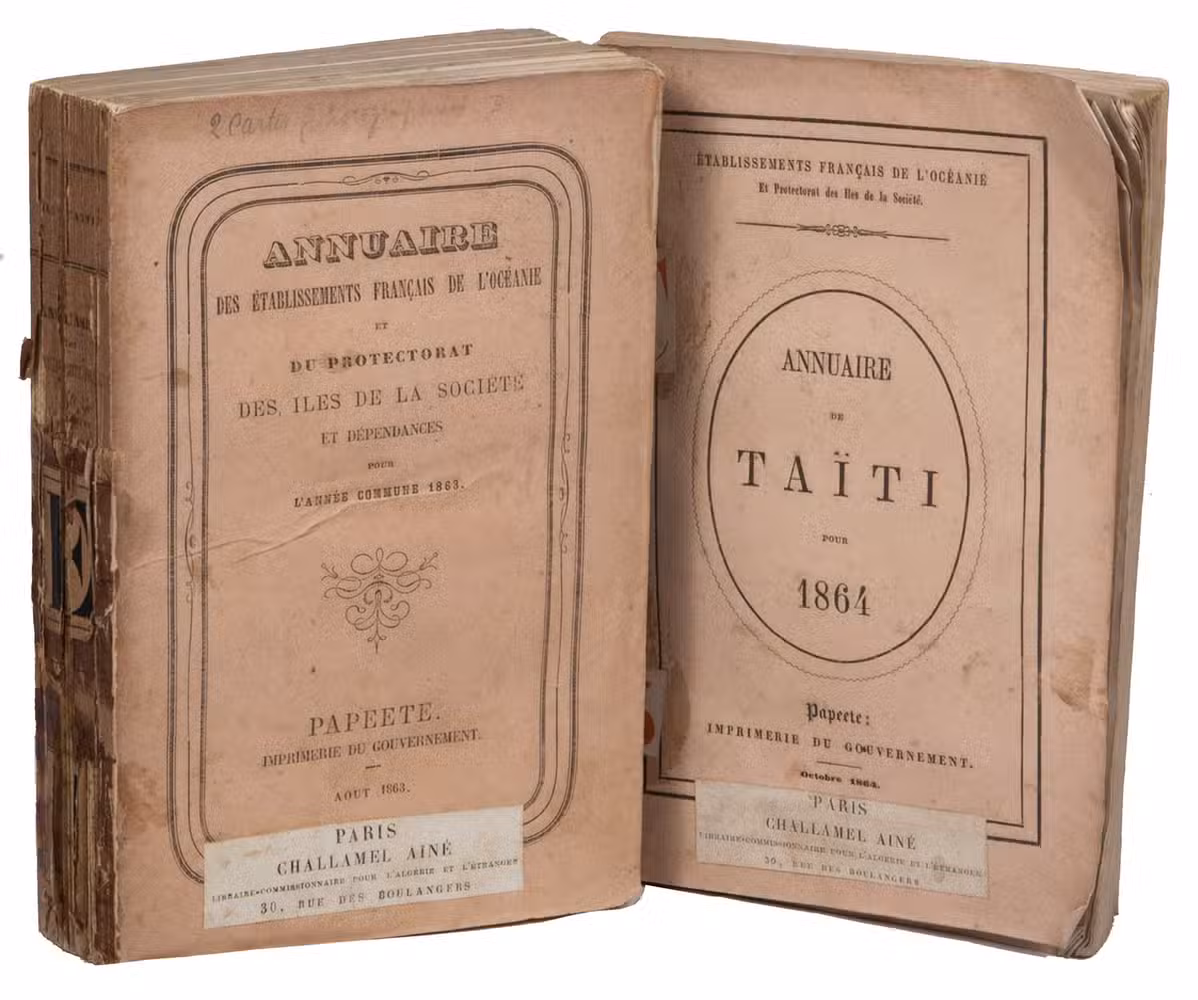 2 Cartes
ANNUAIRE
DES ÉTABLISSEMENTS FRANÇAIS DE L'OCÉANIE
ET
DU PROTECTORAT
DES ILES DE LA SOCIÉTÉ
ET DÉPENDANCES
POUR
L'ANNÉE COMMUNE 1863.
PAPEETE.
IMPRIMERIE DU GOUVERNEMENT.
AOUT 1863.
PARIS
CHALLAMEL AINÉ
LIBRAIRE-COMMISSIONNAIRE POUR L'ALGÉRIE ET L'ÉTRANGER
30, RUE DES BOULANGERS
E
ÉTABLISSEMENTS FRANÇAIS DE L'OCÉANIE
Et Protectorat des Iles de la Société.
ANNUAIRE
DE
TAÏTI
POUR
1864
Papeete:
IMPRIMERIE DU GOUVERNEMENT.
Octobre 1864.
PARIS
CHALLAMEL AINÉ
LIBRAIRE-COMMISSIONNAIRE POUR L'ALGÉRIE ET L'ÉTRANGER
30, RUE DES BOULANGERS